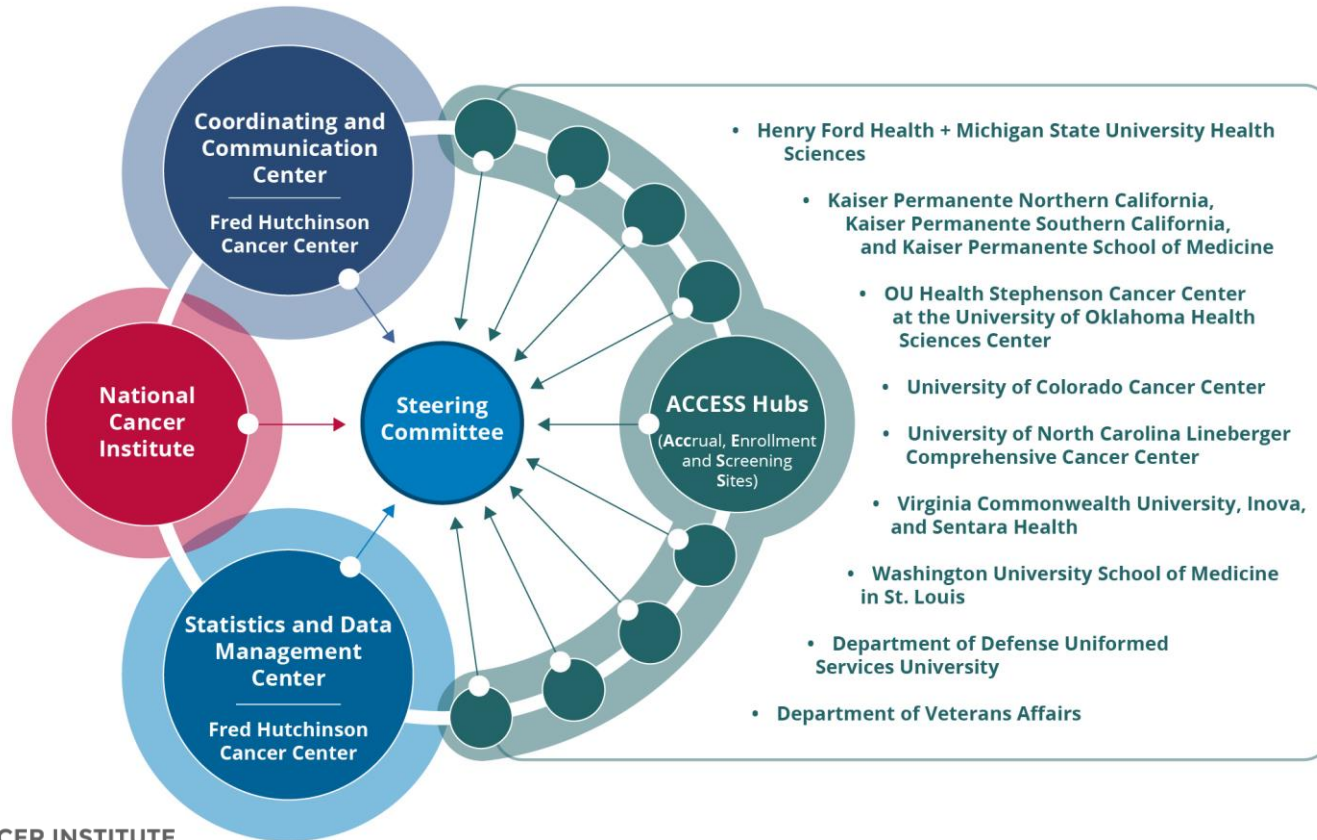 Coordinating and
Communication
Center
Fred Hutchinson
Cancer Center
National
Cancer
Institute
Statistics and Data
Management
Center
Fred Hutchinson
Cancer Center
Steering
Committee
ACCESS Hubs
(Accrual, Enrollment
and Screening
Sites)
• Henry Ford Health + Michigan State University Health
Sciences
• Kaiser Permanente Northern California,
Kaiser Permanente Southern California,
and Kaiser Permanente School of Medicine
• OU Health Stephenson Cancer Center
at the University of Oklahoma Health
Sciences Center
• University of Colorado Cancer Center
• University of North Carolina Lineberger
Comprehensive Cancer Center
• Virginia Commonwealth University, Inova,
and Sentara Health
• Washington University School of Medicine
in St. Louis
• Department of Defense Uniformed
Services University
• Department of Veterans Affairs
INSTITUTE